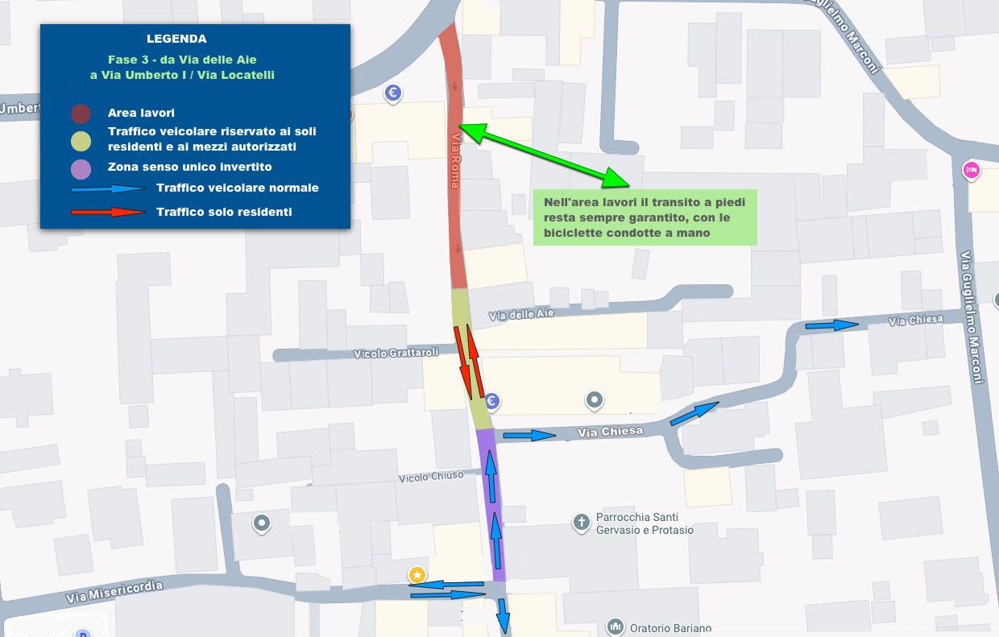 LEGENDA
Fase 3 - da Via delle Aie
a Via Umberto I / Via Locatelli
Area lavori
Traffico veicolare riservato ai soli
residenti e ai mezzi autorizzati
Zona senso unico invertito
Traffico veicolare normale
Traffico solo residenti
Umbert
Guglielmo Marconi
€
Via Roma
Nell'area lavori il transito a piedi
resta sempre garantito, con le
biciclette condotte a mano
Via Guglielmo Marconi
Via delle Aie
Via Chiesa
Vicolo Grattaroli
€
Via Chiesa
Vicolo Chiuso
Parrocchia Santi
Gervasio e Protasio
Via Misericordia
Oratorio Bariano
P